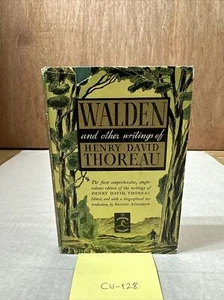 WALDEN
and other writings of
HENRY DAVID
THOREAU
The first comprehensive, single-
volume edition of the writings of
HENRY DAVID THOREAU
Edited, and with a biographical in-
troduction, by BROOKS ATKINSON
CU-128